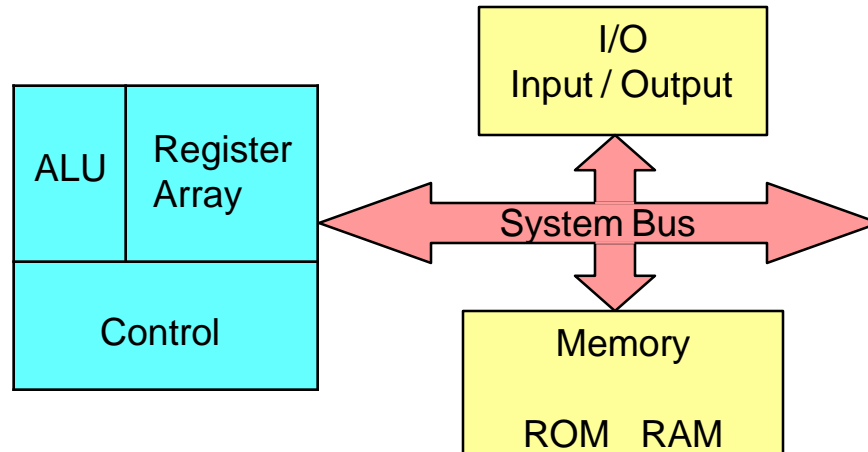 I/O
Input / Output
ALU
Register
Array
System Bus
Control
Memory
ROM RAM